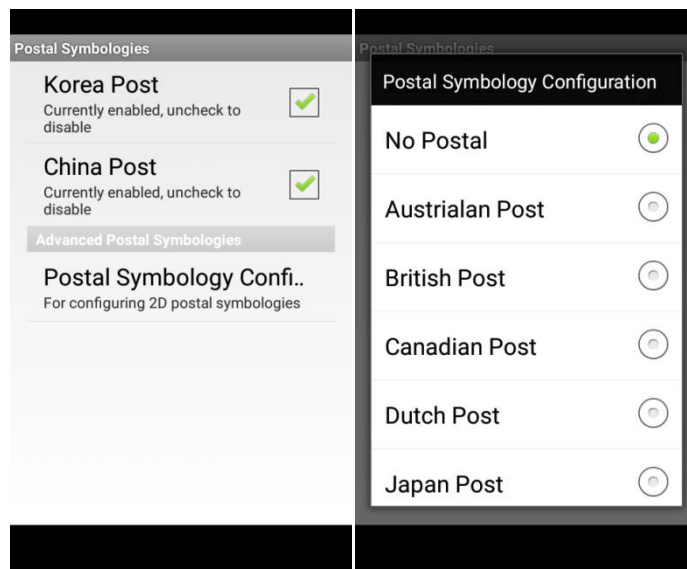 Postal Symbologies
Korea Post
Currently enabled, uncheck to
disable
China Post
Currently enabled, uncheck to
disable
Advanced Postal Symbologies
Postal Symbology Confi..
For configuring 2D postal symbologies
Postal Symbologies
Postal Symbology Configuration
No Postal
Austrialan Post
British Post
Canadian Post
Dutch Post
Japan Post